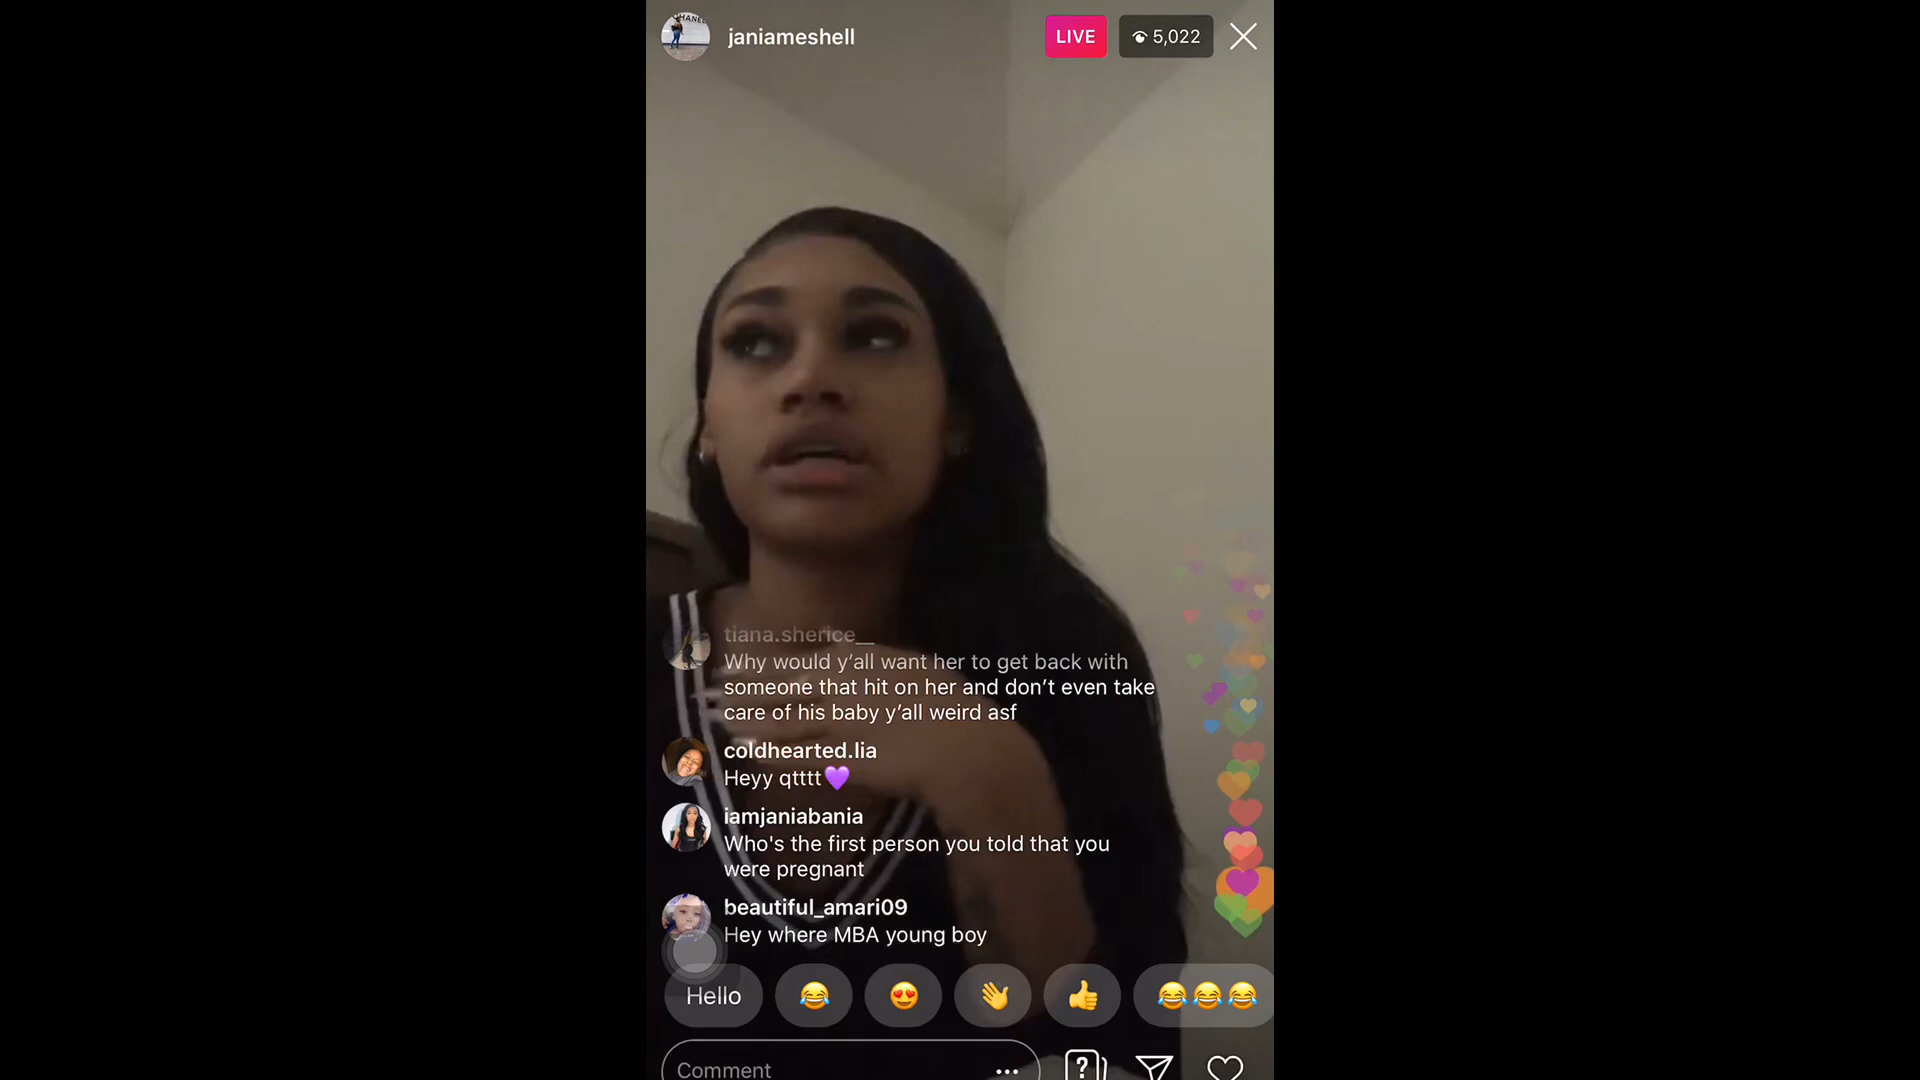 CHANEL
janiameshell
LIVE
5,022
tiana.sherice__
Why would y’all want her to get back with
someone that hit on her and don’t even take
care of his baby y’all weird asf
coldhearted.lia
Heyy qtttt💜
iamjaniabania
Who's the first person you told that you
were pregnant
beautiful_amari09
Hey where MBA young boy
Hello 😂 😍 👋 👍 😂😂😂
Comment ...
?